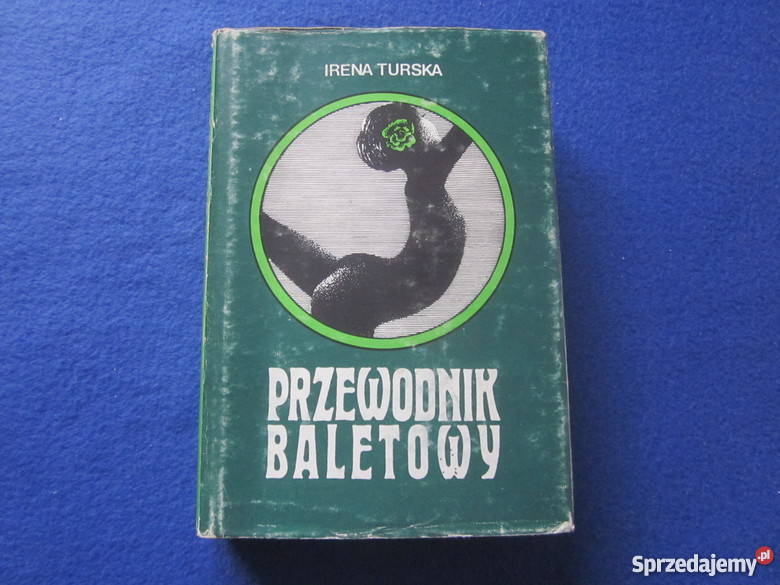 IRENA TURSKA
PRZEWODNIK
BALETOWY
Sprzedajemy.pl